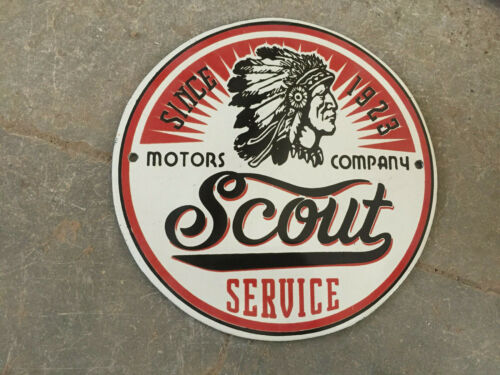 SINCE 1923
MOTORS COMPANY
Scout
SERVICE